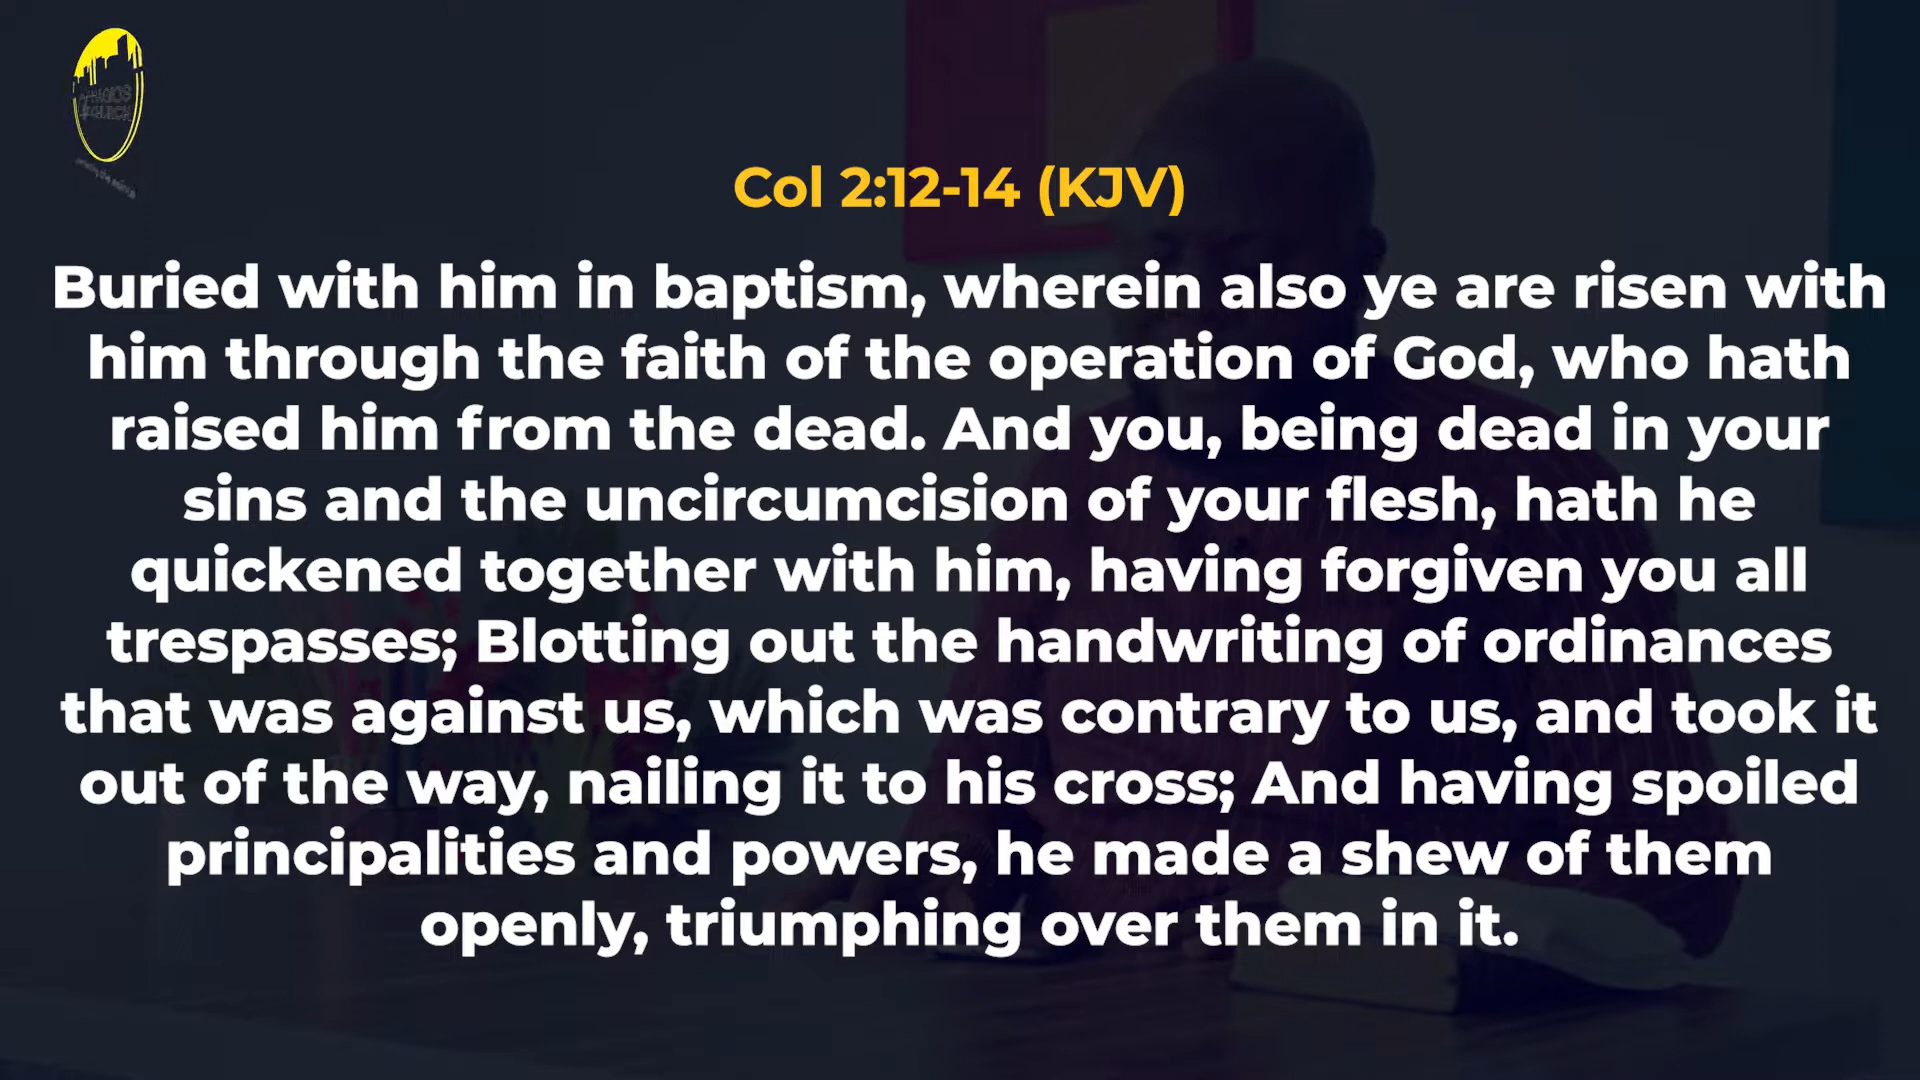 CHURCH
Col 2:12-14 (KJV)
Buried with him in baptism, wherein also ye are risen with
him through the faith of the operation of God, who hath
raised him from the dead. And you, being dead in your
sins and the uncircumcision of your flesh, hath he
quickened together with him, having forgiven you all
trespasses; Blotting out the handwriting of ordinances
that was against us, which was contrary to us, and took it
out of the way, nailing it to his cross; And having spoiled
principalities and powers, he made a shew of them
openly, triumphing over them in it.